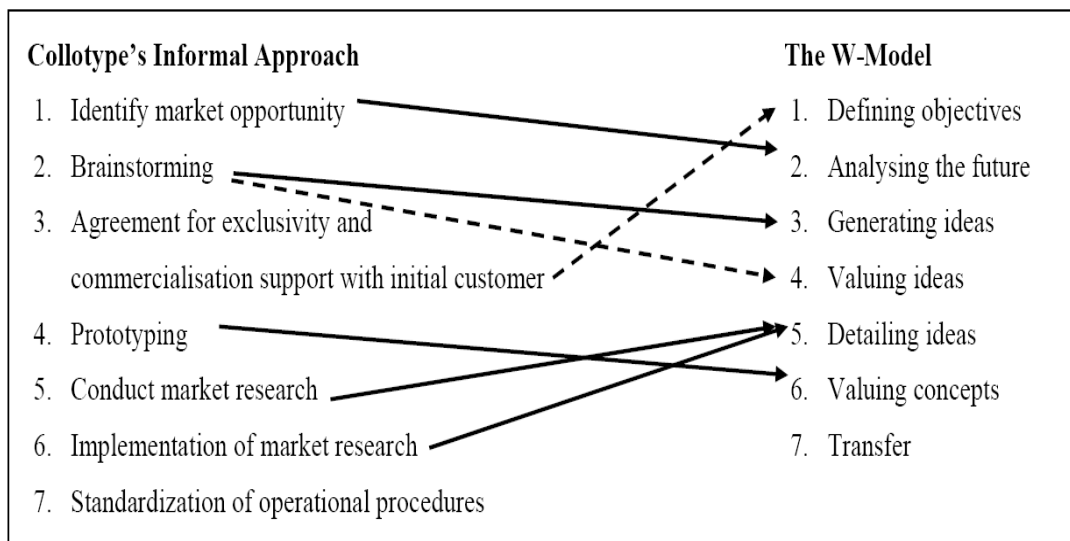 Collotype's Informal Approach
1. Identify market opportunity
2. Brainstorming
3. Agreement for exclusivity and
commercialisation support with initial customer
4. Prototyping
5. Conduct market research
6. Implementation of market research
7. Standardization of operational procedures
The W-Model
1. Defining objectives
2. Analysing the future
3. Generating ideas
4. Valuing ideas
5. Detailing ideas
6. Valuing concepts
7. Transfer